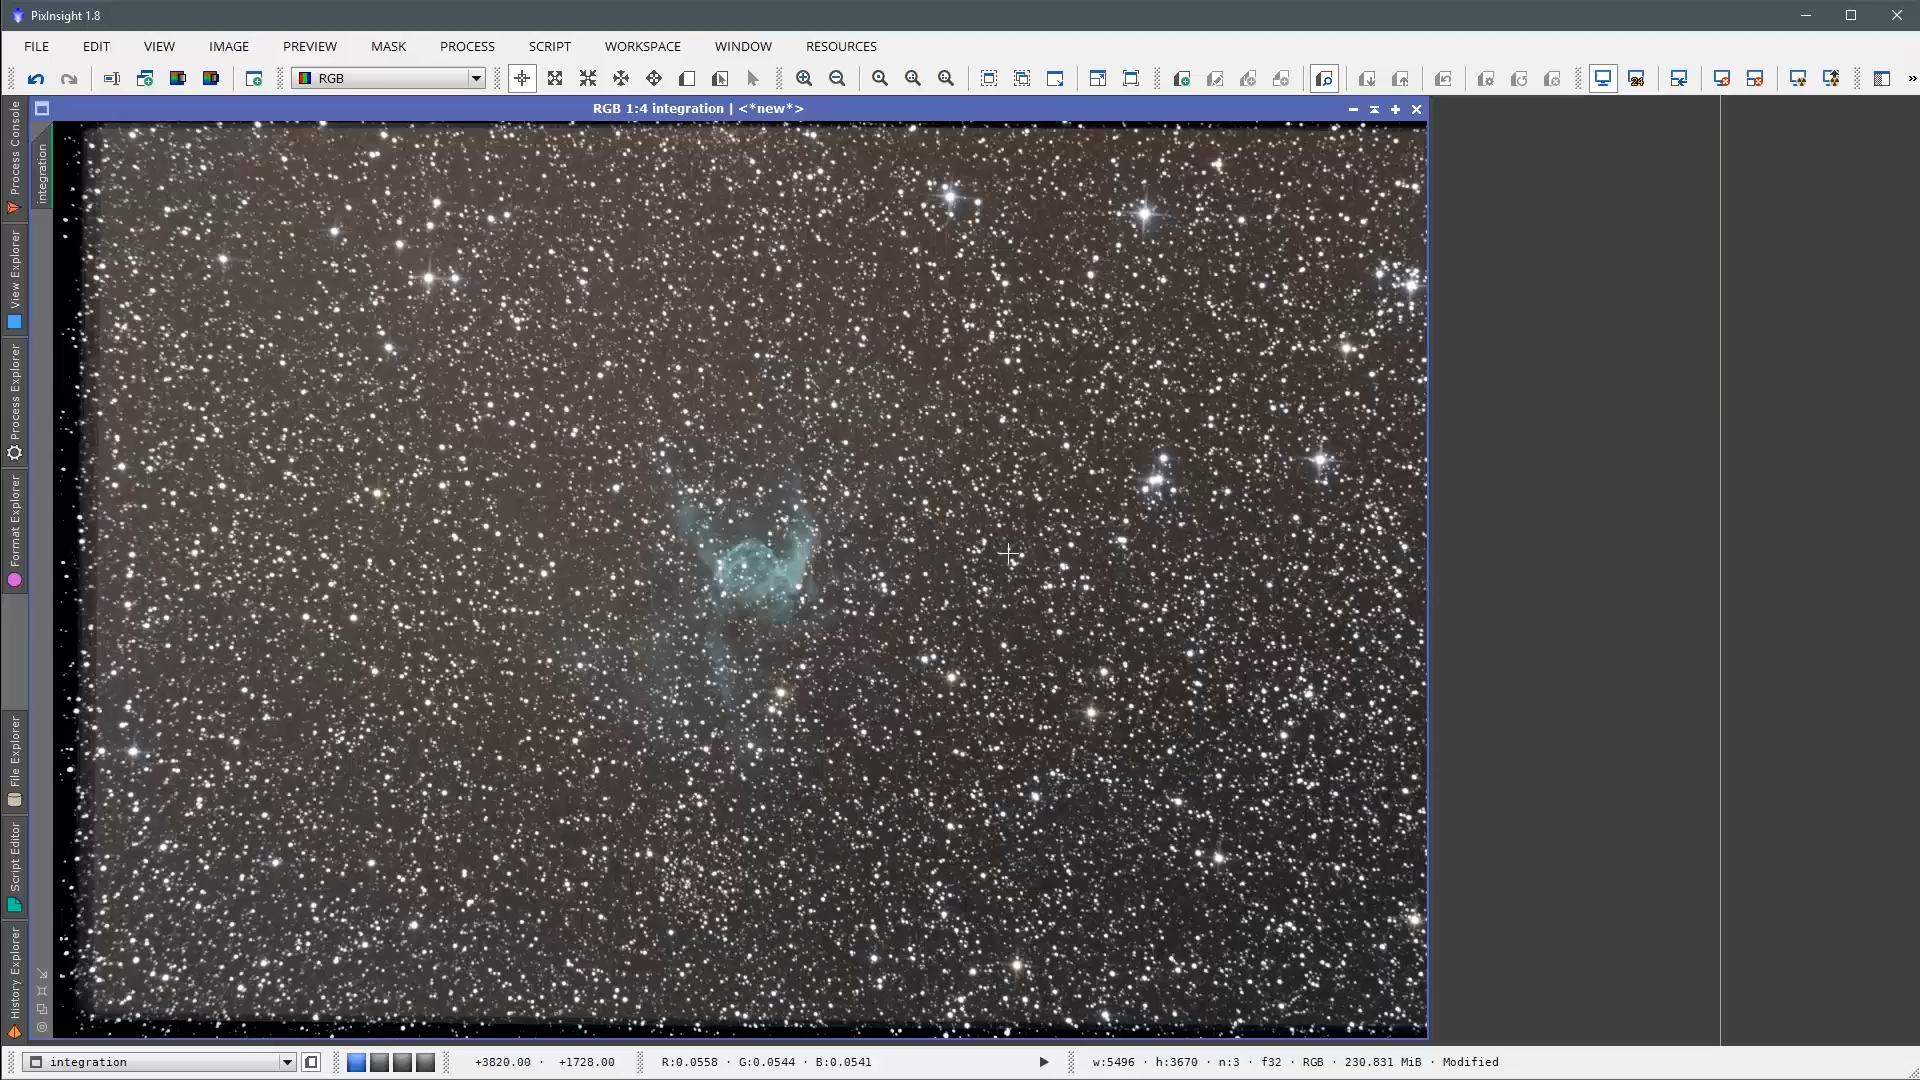 PixInsight 1.8
FILE EDIT VIEW IMAGE PREVIEW MASK PROCESS SCRIPT WORKSPACE WINDOW RESOURCES
RGB
24
»
RGB 1:4 integration | <*new*>
integration
Process Console
View Explorer
Process Explorer
Format Explorer
File Explorer
Script Editor
History Explorer
integration
+3820.00 · +1728.00
R:0.0558 · G:0.0544 · B:0.0541
w:5496 · h:3670 · n:3 · f32 · RGB · 230.831 MiB · Modified